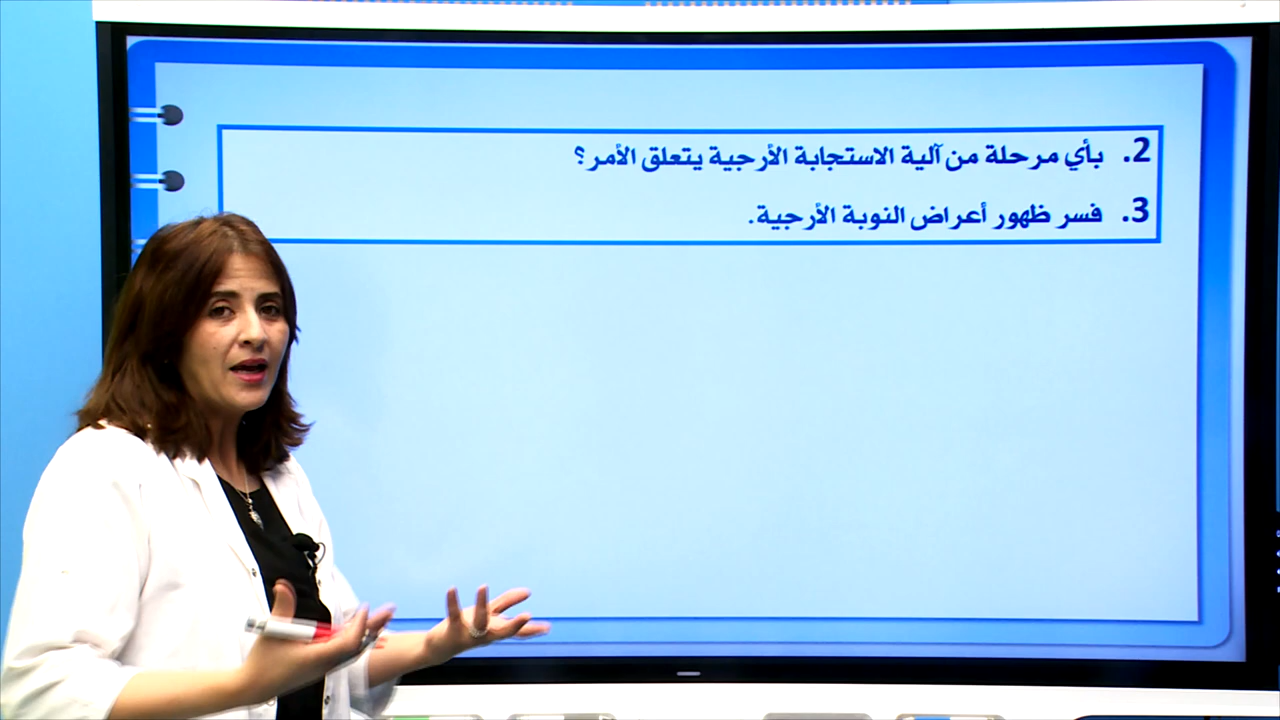 2. بأي مرحلة من آلية الاستجابة الأرجية يتعلق الأمر؟
3. فسر ظهور أعراض النوبة الأرجية.